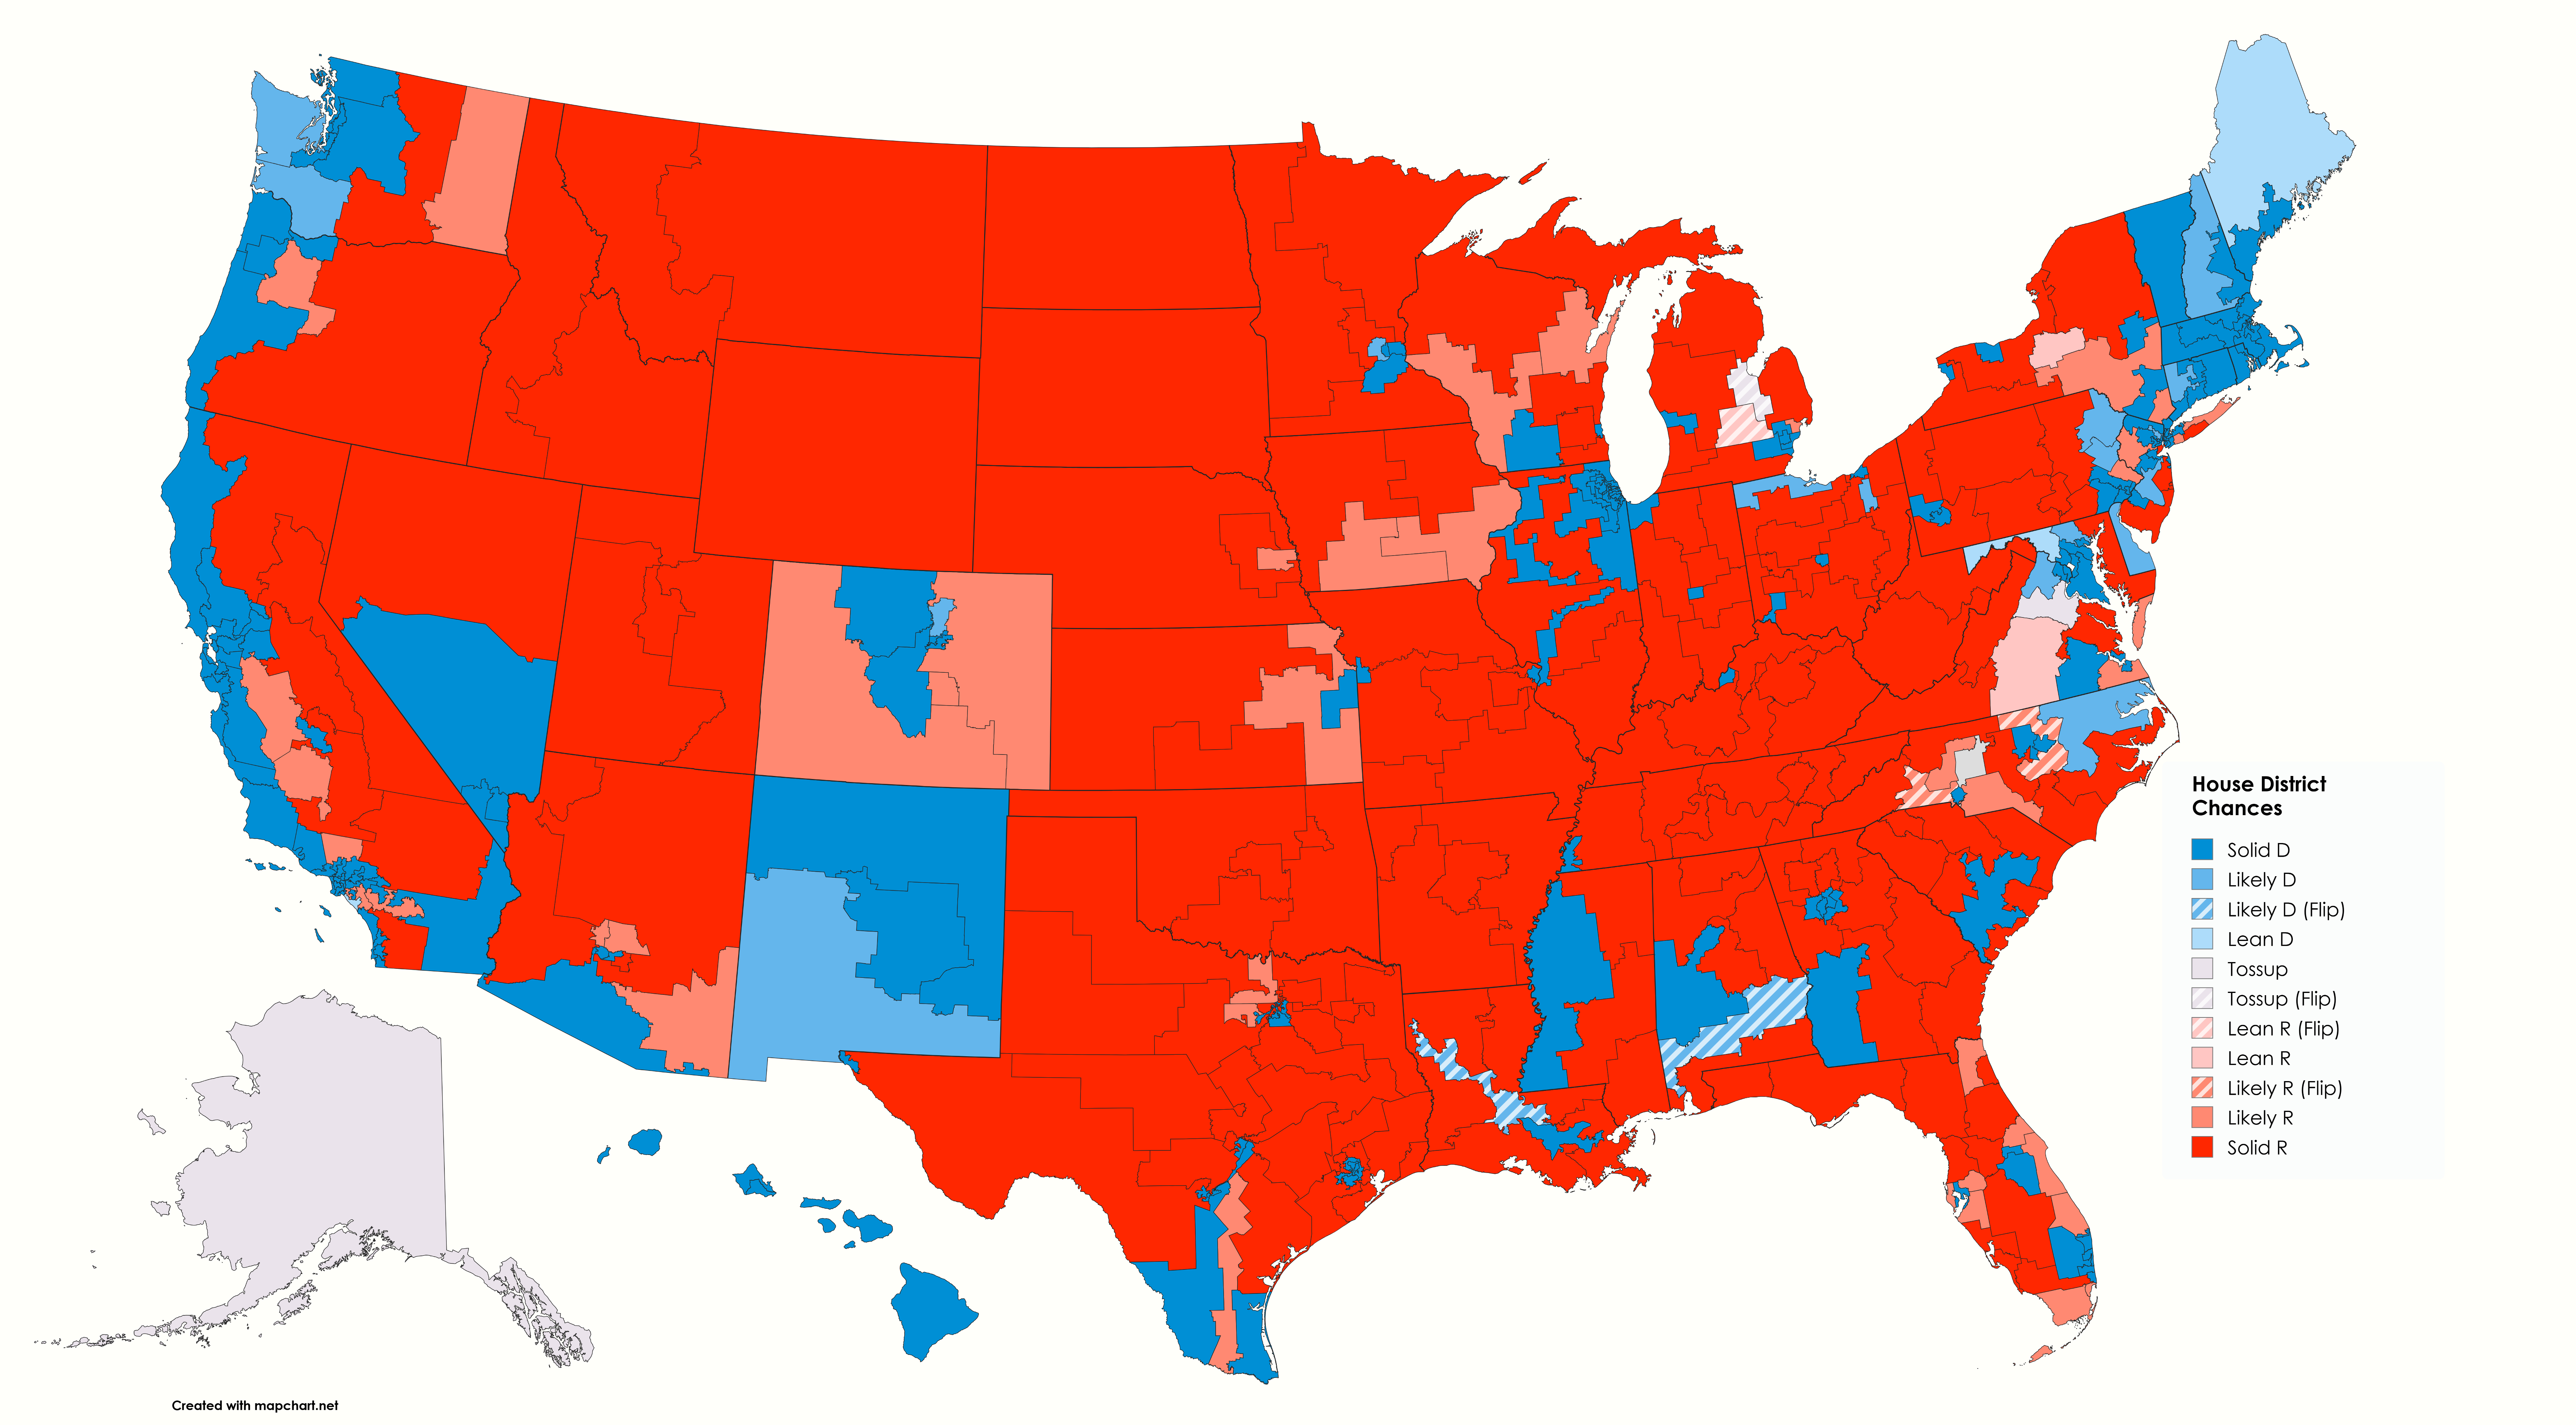 House District
Chances
Solid D
Likely D
Likely D (Flip)
Lean D
Tossup
Tossup (Flip)
Lean R (Flip)
Lean R
Likely R (Flip)
Likely R
Solid R
Created with mapchart.net